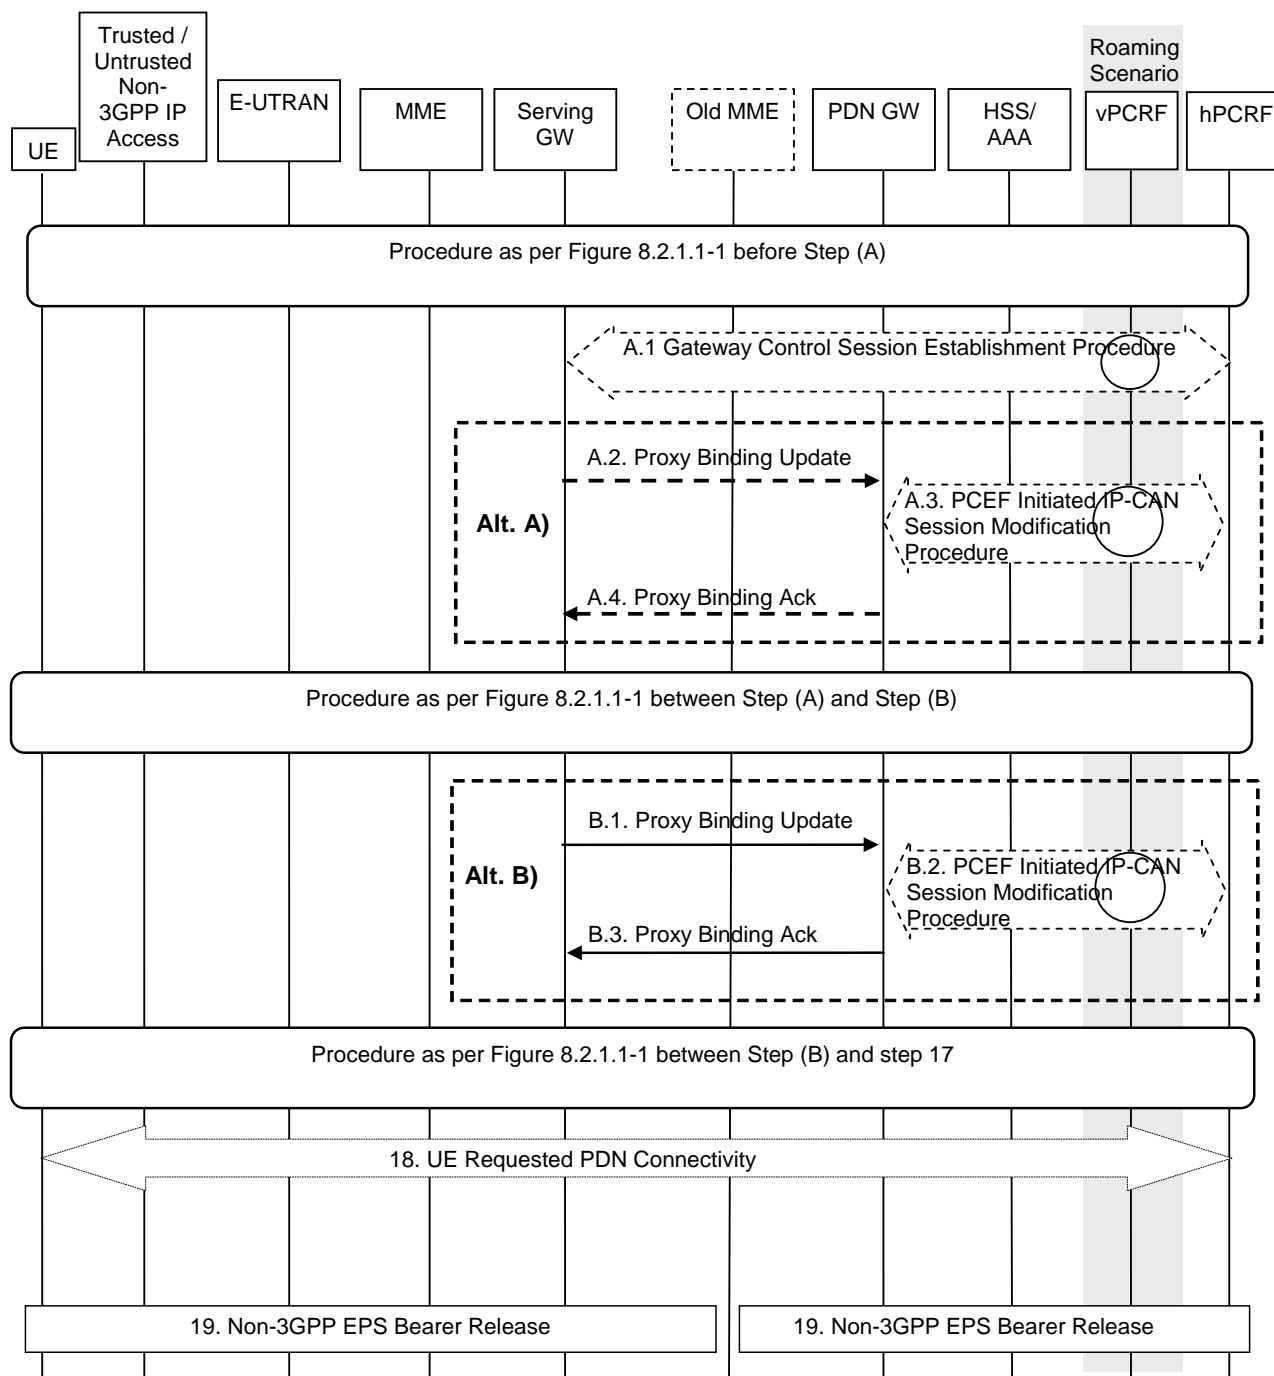 Trusted /
Untrusted
Non-
3GPP IP
Access
Roaming
Scenario
UE
E-UTRAN
MME
Serving
GW
Old MME
PDN GW
HSS/
AAA
vPCRF
hPCRF
Procedure as per Figure 8.2.1.1-1 before Step (A)
A.1 Gateway Control Session Establishment Procedure
Alt. A)
A.2. Proxy Binding Update
A.3. PCEF Initiated IP-CAN
Session Modification
Procedure
A.4. Proxy Binding Ack
Procedure as per Figure 8.2.1.1-1 between Step (A) and Step (B)
Alt. B)
B.1. Proxy Binding Update
B.2. PCEF Initiated IP-CAN
Session Modification
Procedure
B.3. Proxy Binding Ack
Procedure as per Figure 8.2.1.1-1 between Step (B) and step 17
18. UE Requested PDN Connectivity
19. Non-3GPP EPS Bearer Release
19. Non-3GPP EPS Bearer Release